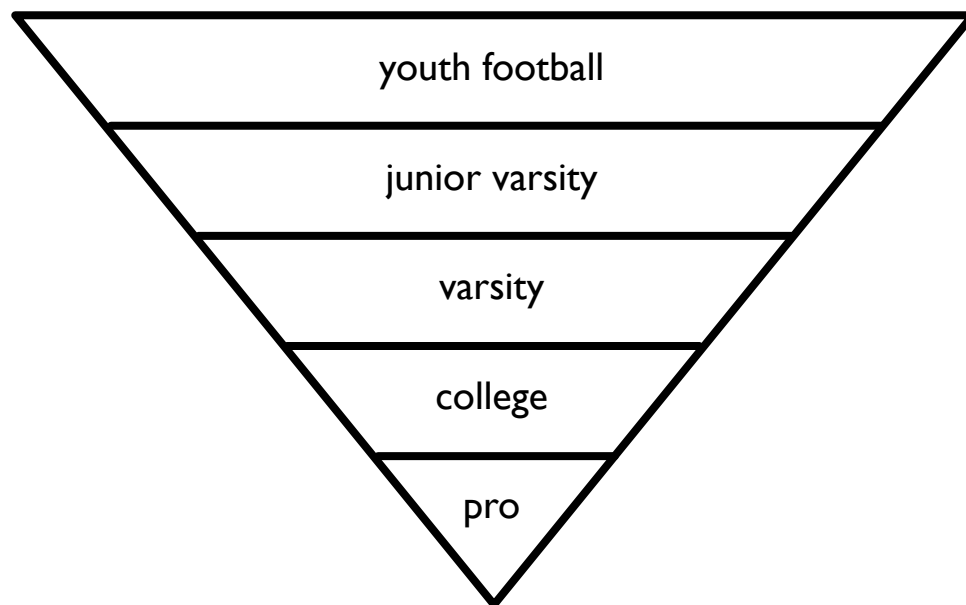 youth football
junior varsity
varsity
college
pro